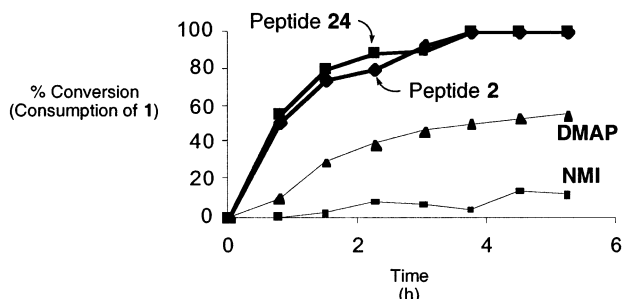 Peptide 24
100
80
60
40
20
0
% Conversion
(Consumption of 1)
Peptide 2
DMAP
NMI
0
2
4
6
Time
(h)